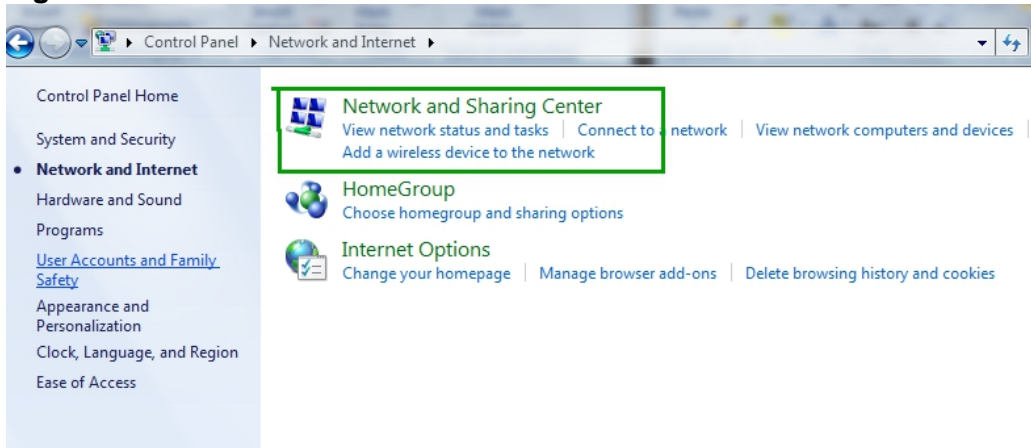 Control Panel Network and Internet
Control Panel Home
System and Security
Network and Internet
Hardware and Sound
Programs
User Accounts and Family
Safety
Appearance and
Personalization
Clock, Language, and Region
Ease of Access
Network and Sharing Center
View network status and tasks Connect to a network View network computers and devices
Add a wireless device to the network
HomeGroup
Choose homegroup and sharing options
Internet Options
Change your homepage Manage browser add-ons Delete browsing history and cookies